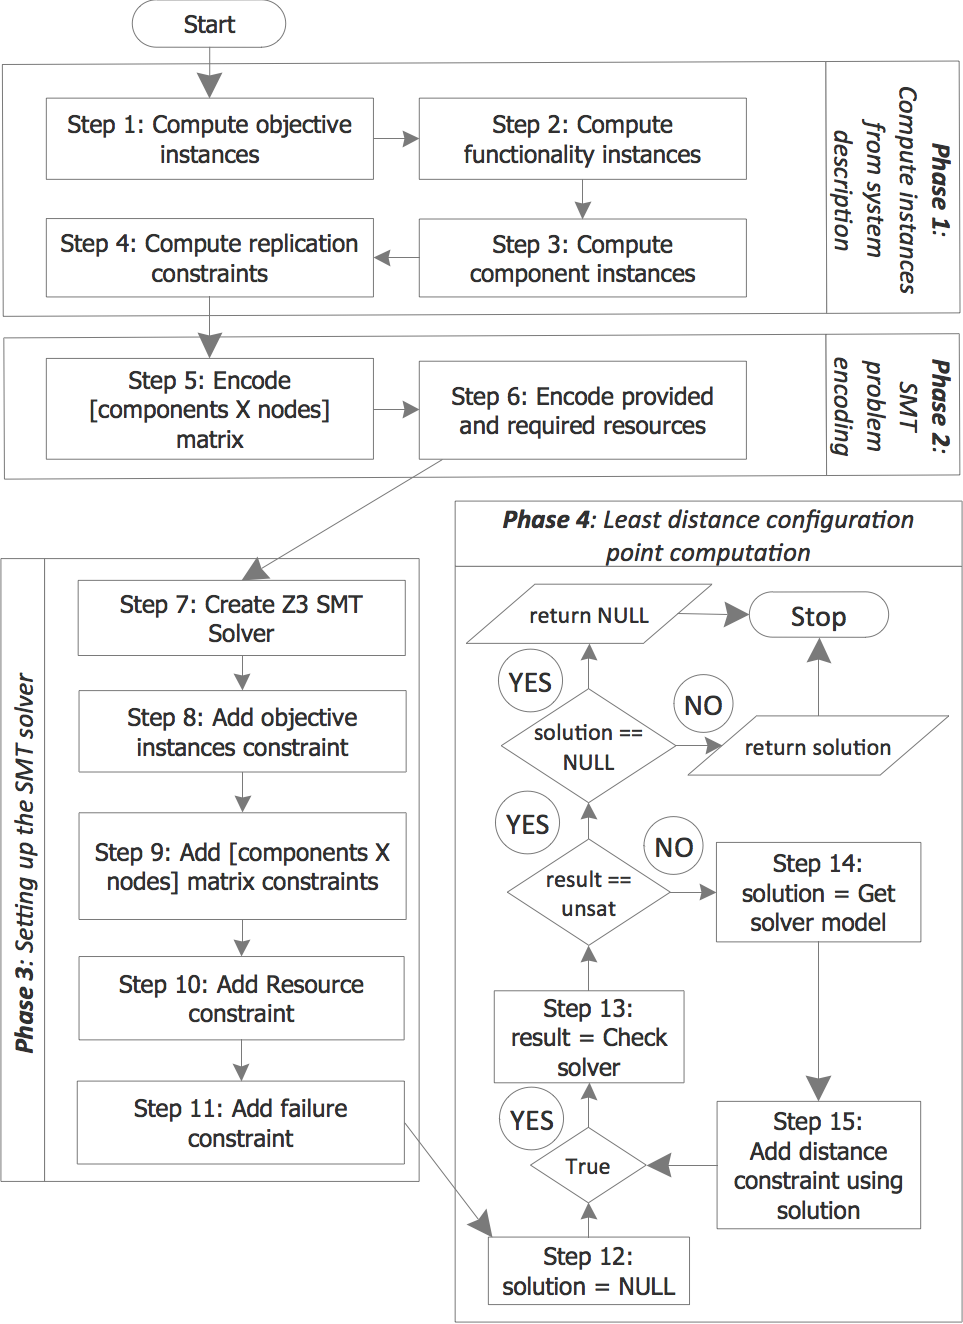 Start
Step 1: Compute objective
instances
Step 2: Compute
functionality instances
Step 4: Compute replication
constraints
Step 3: Compute
component instances
Phase 1:
Compute instances
from system
description
Step 5: Encode
[components X nodes]
matrix
Step 6: Encode provided
and required resources
Phase 2:
SMT
problem
encoding
Phase 3: Setting up the SMT solver
Step 7: Create Z3 SMT
Solver
Step 8: Add objective
instances constraint
Step 9: Add [components X
nodes] matrix constraints
Step 10: Add Resource
constraint
Step 11: Add failure
constraint
Phase 4: Least distance configuration
point computation
return NULL
Stop
YES
NO
solution ==
NULL
return solution
YES
NO
result ==
unsat
Step 14:
solution = Get
solver model
Step 13:
result = Check
solver
YES
True
Step 15:
Add distance
constraint using
solution
Step 12:
solution = NULL